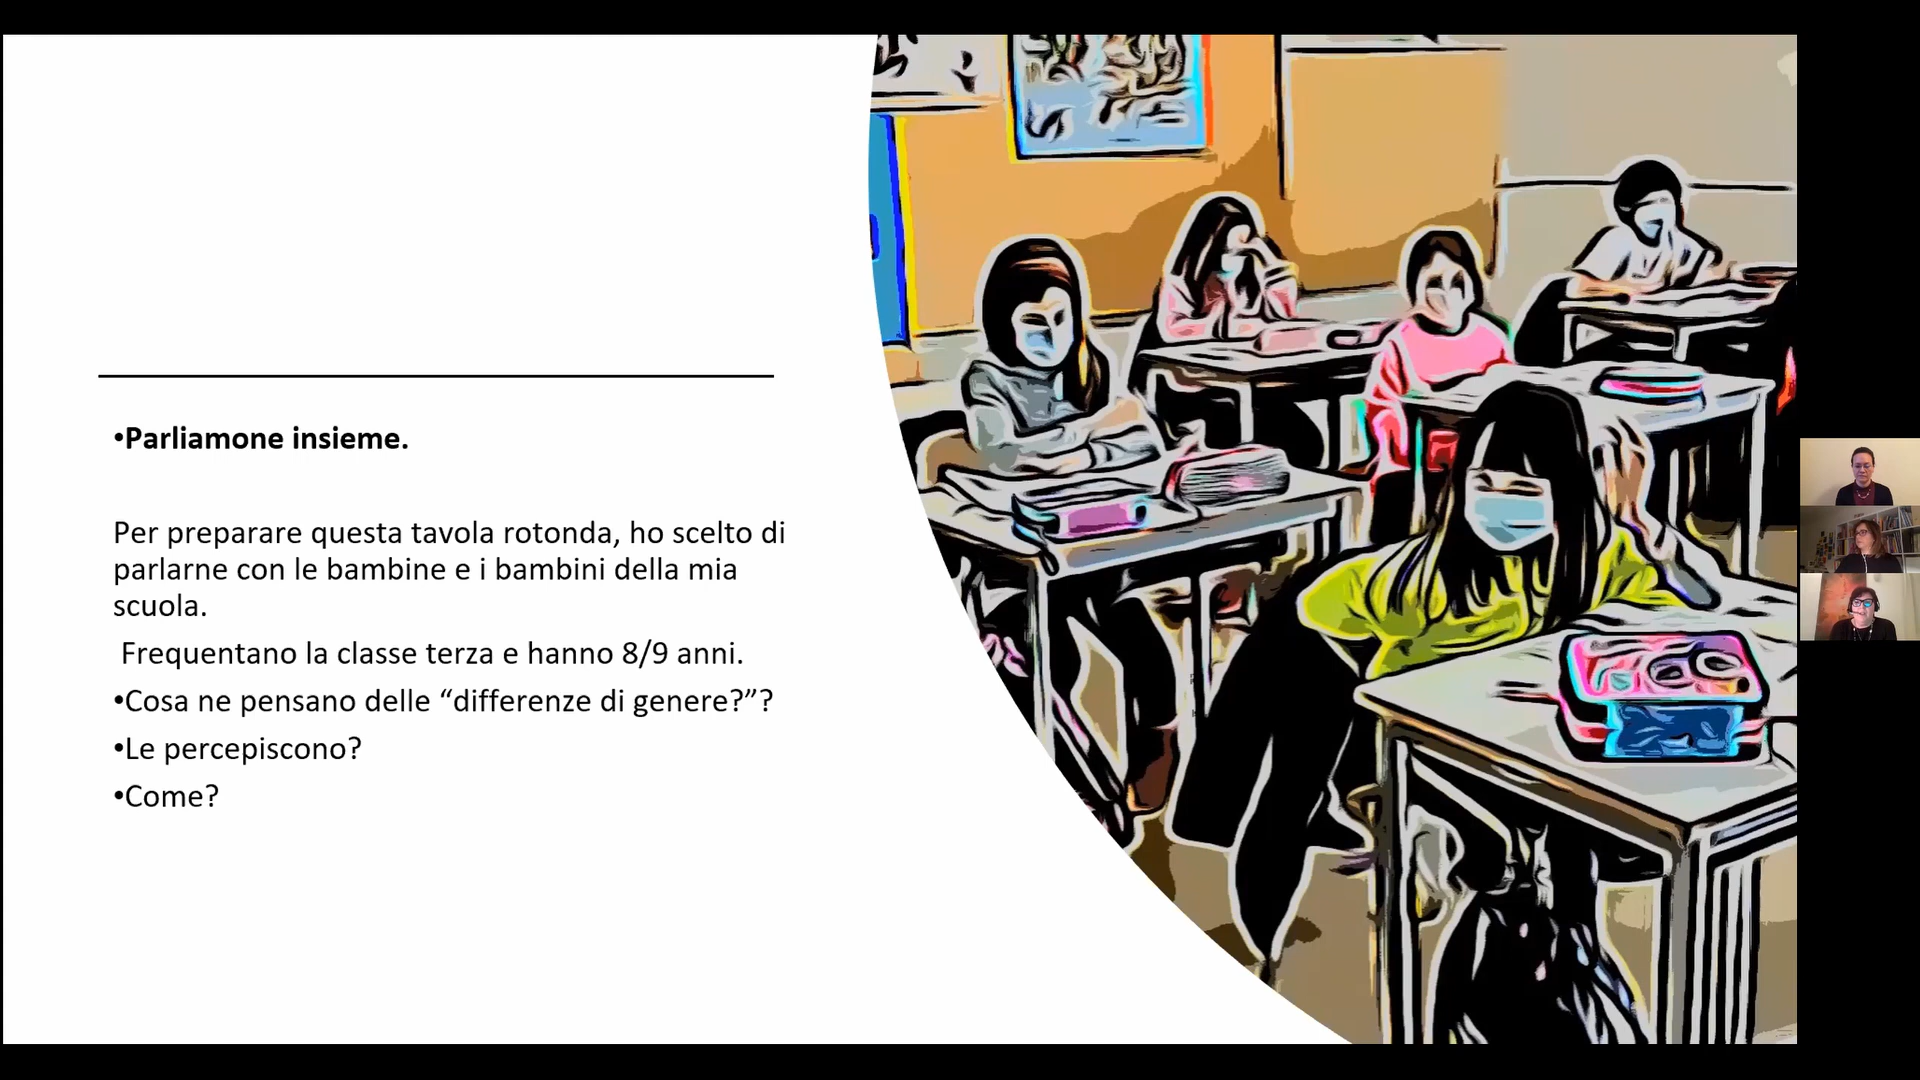 •Parliamone insieme.
Per preparare questa tavola rotonda, ho scelto di
parlarne con le bambine e i bambini della mia
scuola.
Frequentano la classe terza e hanno 8/9 anni.
•Cosa ne pensano delle “differenze di genere?”?
•Le percepiscono?
•Come?